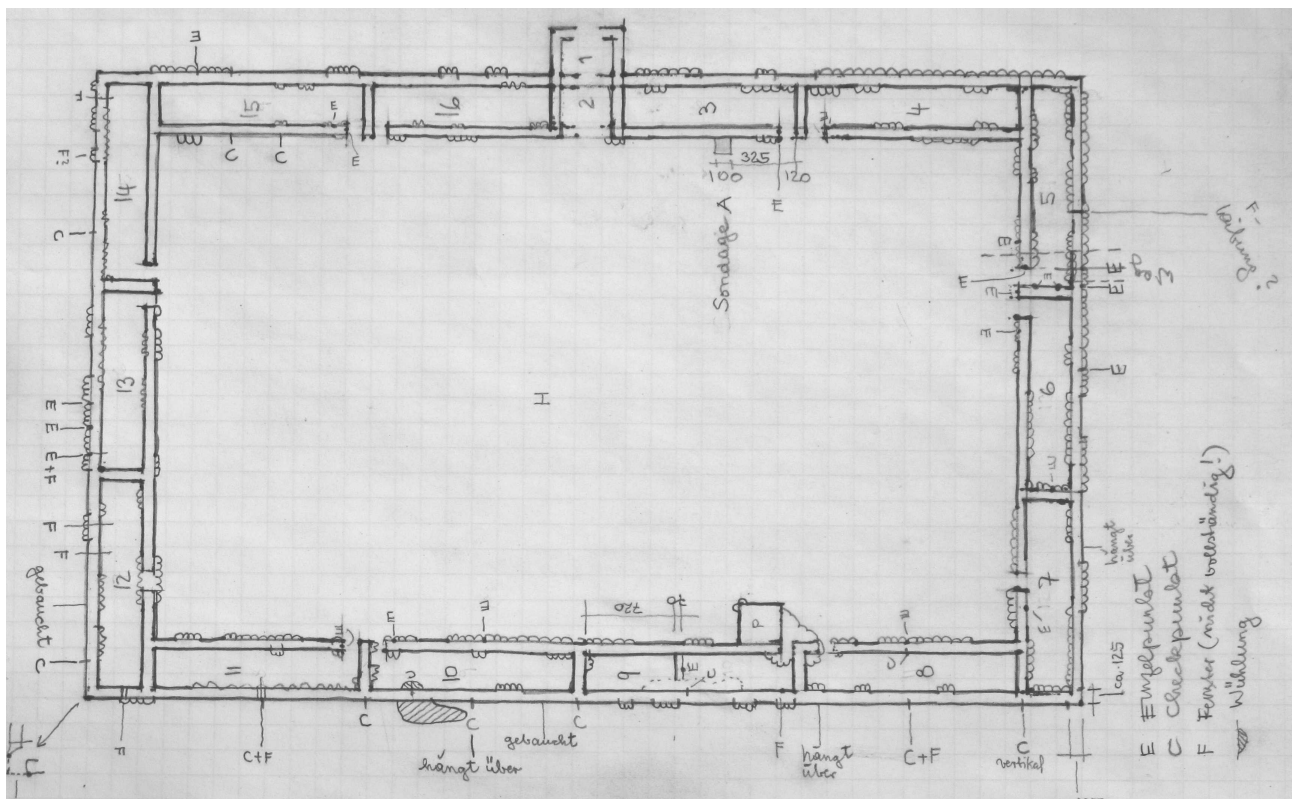 E
1
2
15
16
3
4
5
14
F
F?
C
E
E
C
C
E
325
100
120
E
Sondage A
E
E
E
E
E
F-
wölbung
?
13
H
6
E
E
E
E+F
F
F
12
gebaucht
C
720
hängt
über
7
E
ca. 125
E
E
E
P
11
10
9
8
F
C+F
C
C
hängt über
gebaucht
C
F
hängt
über
C+F
C
vertikal
E Einzelpunkt
C Checkpunkt
F Fenster (nicht vollständig!)
Wühlung